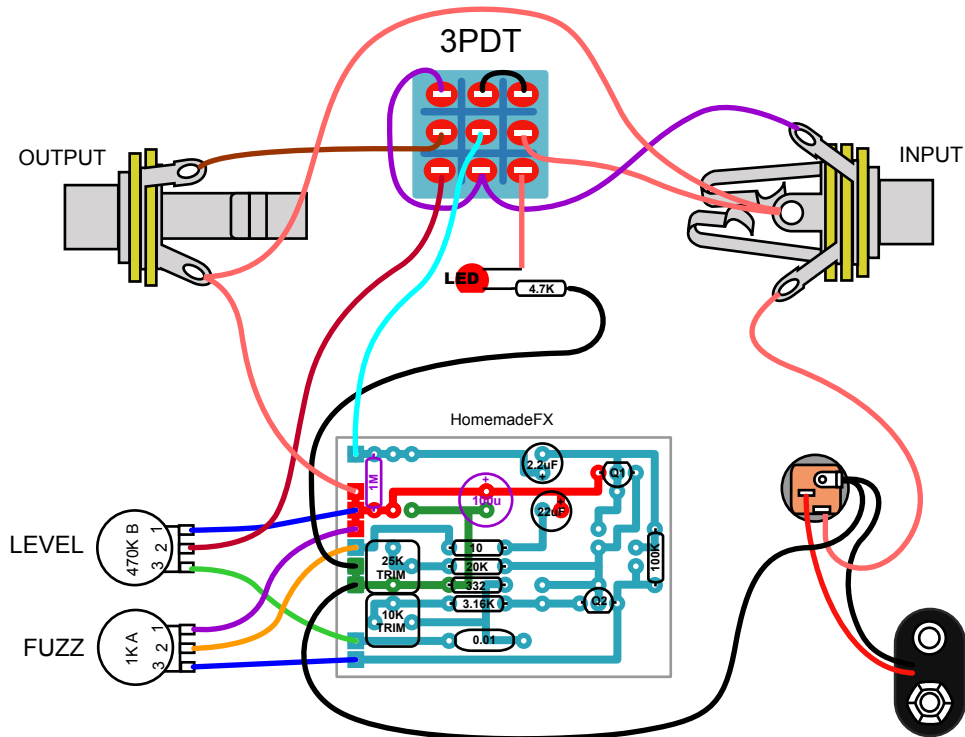 3PDT
OUTPUT
INPUT
LED
4.7K
HomemadeFX
1M
2.2uF
+
Q1
+
100u
+
22uF
LEVEL
470K B
1
2
3
10
25K
TRIM
20K
100K
332
3.16K
Q2
10K
TRIM
0.01
FUZZ
1K A
1
2
3